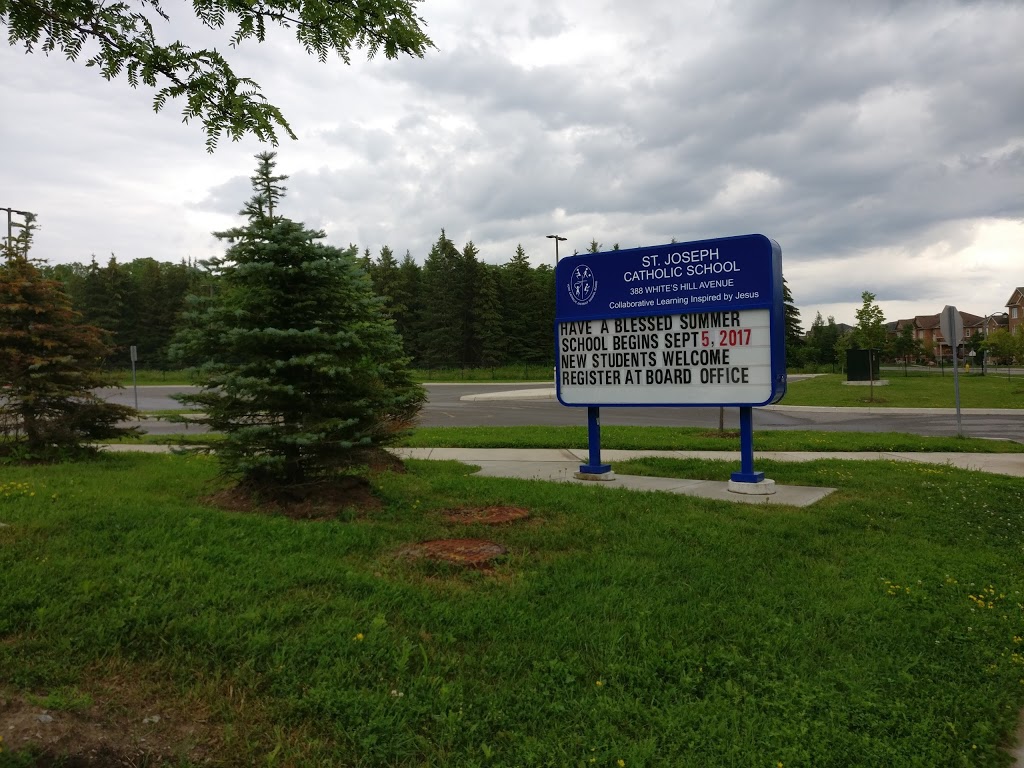 ST. JOSEPH
CATHOLIC SCHOOL
388 WHITE'S HILL AVENUE
Collaborative Learning Inspired by Jesus
HAVE A BLESSED SUMMER
SCHOOL BEGINS SEPT 5, 2017
NEW STUDENTS WELCOME
REGISTER AT BOARD OFFICE